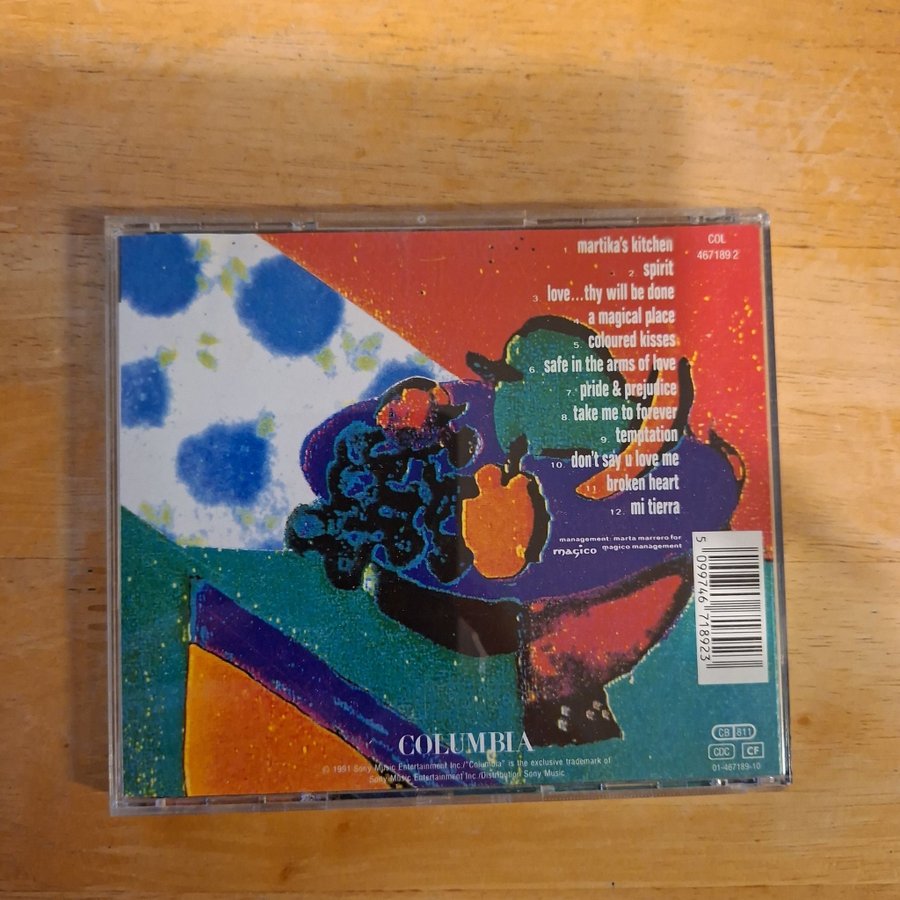 1. martika's kitchen
2. spirit
3. love...thy will be done
4. a magical place
5. coloured kisses
6. safe in the arms of love
7. pride & prejudice
8. take me to forever
9. temptation
10. don't say u love me
11. broken heart
12. mi tierra
COL
467189 2
management: marta marrero for
magico magico management
5 099746 718923
COLUMBIA
© 1991 Sony Music Entertainment Inc./"Columbia" is the exclusive trademark of
Sony Music Entertainment Inc./Distribution Sony Music
CB 811
CDC CF
01-467189-10